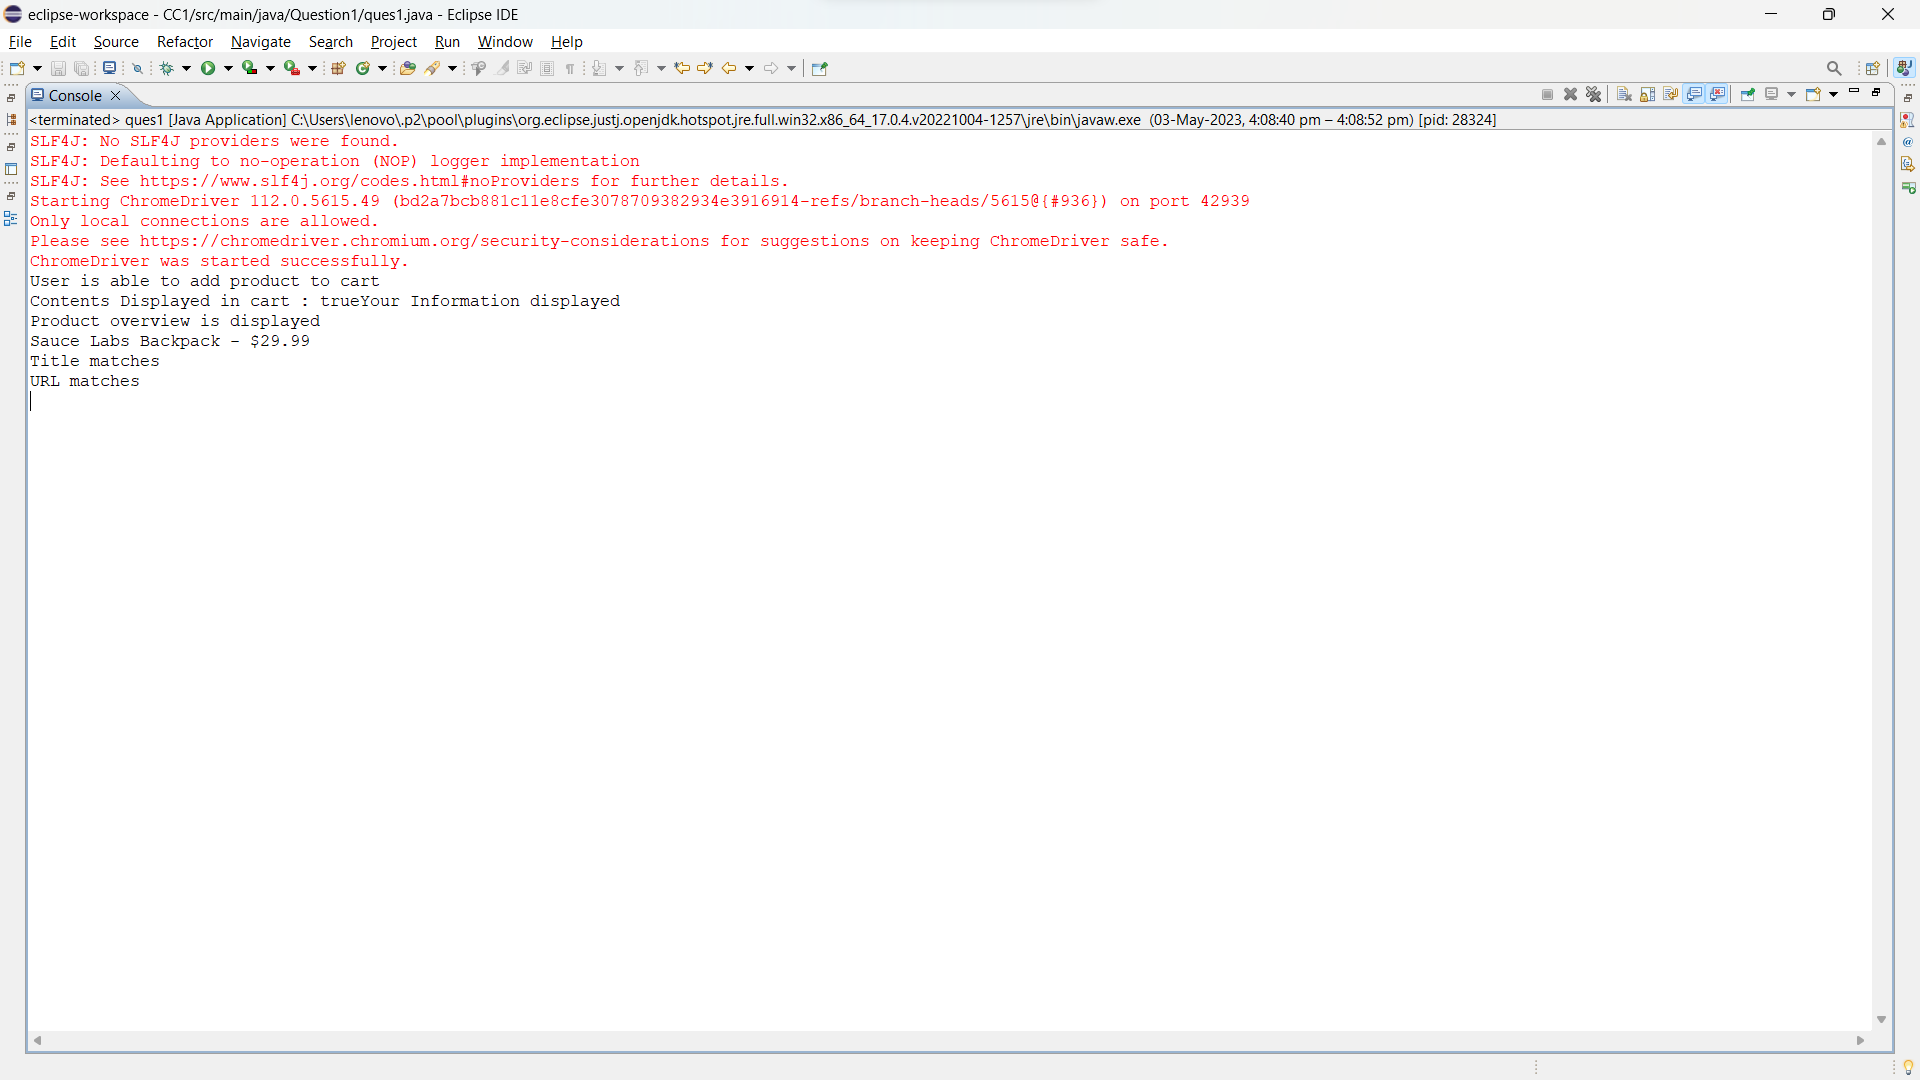 eclipse-workspace - CC1/src/main/java/Question1/ques1.java - Eclipse IDE
File Edit Source Refactor Navigate Search Project Run Window Help
Console
<terminated> ques1 [Java Application] C:\Users\lenovo\.p2\pool\plugins\org.eclipse.justj.openjdk.hotspot.jre.full.win32.x86_64_17.0.4.v20221004-1257\jre\bin\javaw.exe (03-May-2023, 4:08:40 pm – 4:08:52 pm) [pid: 28324]
SLF4J: No SLF4J providers were found.
SLF4J: Defaulting to no-operation (NOP) logger implementation
SLF4J: See https://www.slf4j.org/codes.html#noProviders for further details.
Starting ChromeDriver 112.0.5615.49 (bd2a7bcb881c11e8cfe3078709382934e3916914-refs/branch-heads/5615@{#936}) on port 42939
Only local connections are allowed.
Please see https://chromedriver.chromium.org/security-considerations for suggestions on keeping ChromeDriver safe.
ChromeDriver was started successfully.
User is able to add product to cart
Contents Displayed in cart : trueYour Information displayed
Product overview is displayed
Sauce Labs Backpack - $29.99
Title matches
URL matches